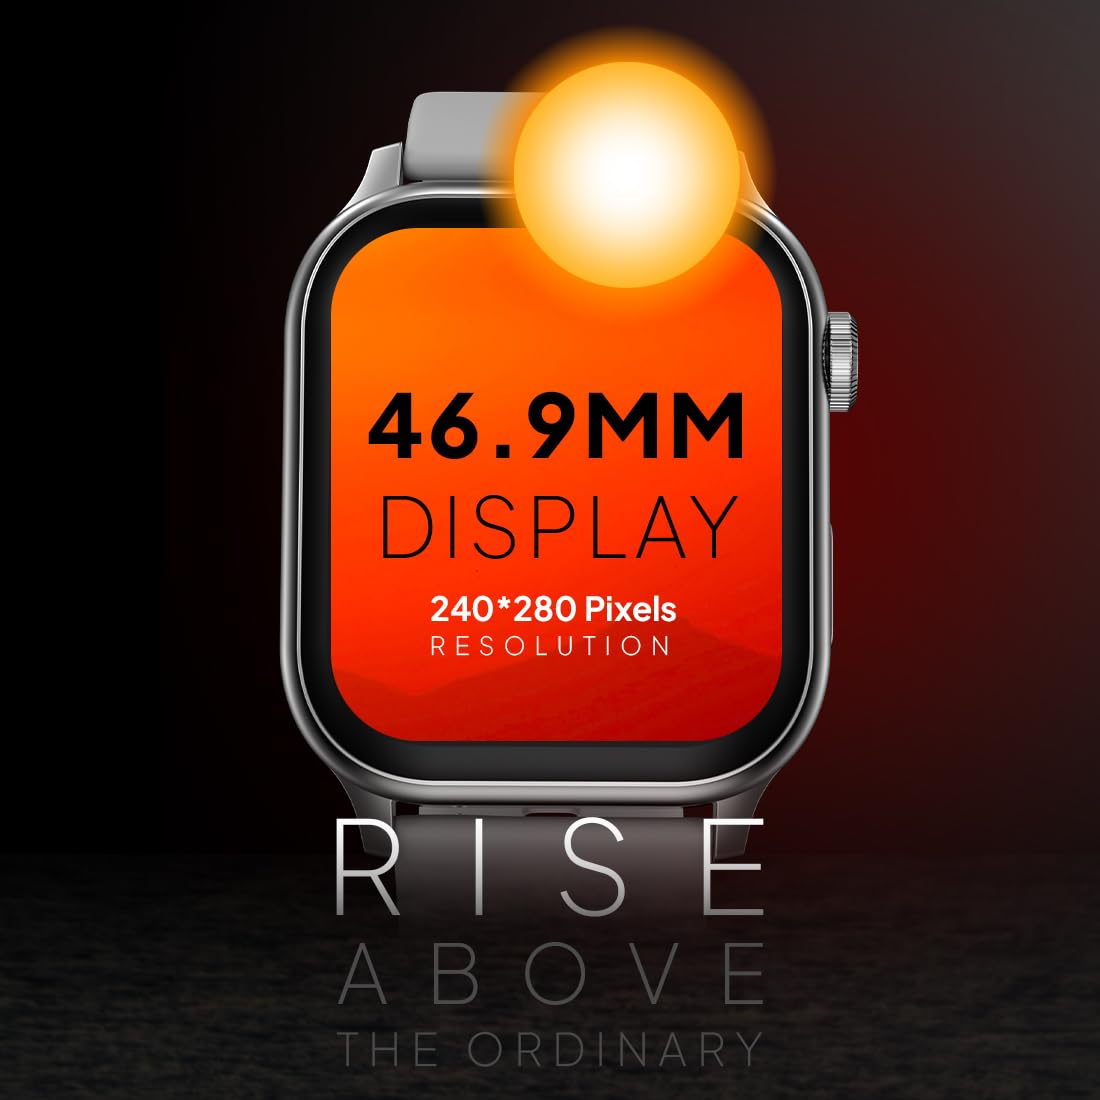 46.9MM
DISPLAY
240*280 Pixels
RESOLUTION
RISE
ABOVE
THE ORDINARY